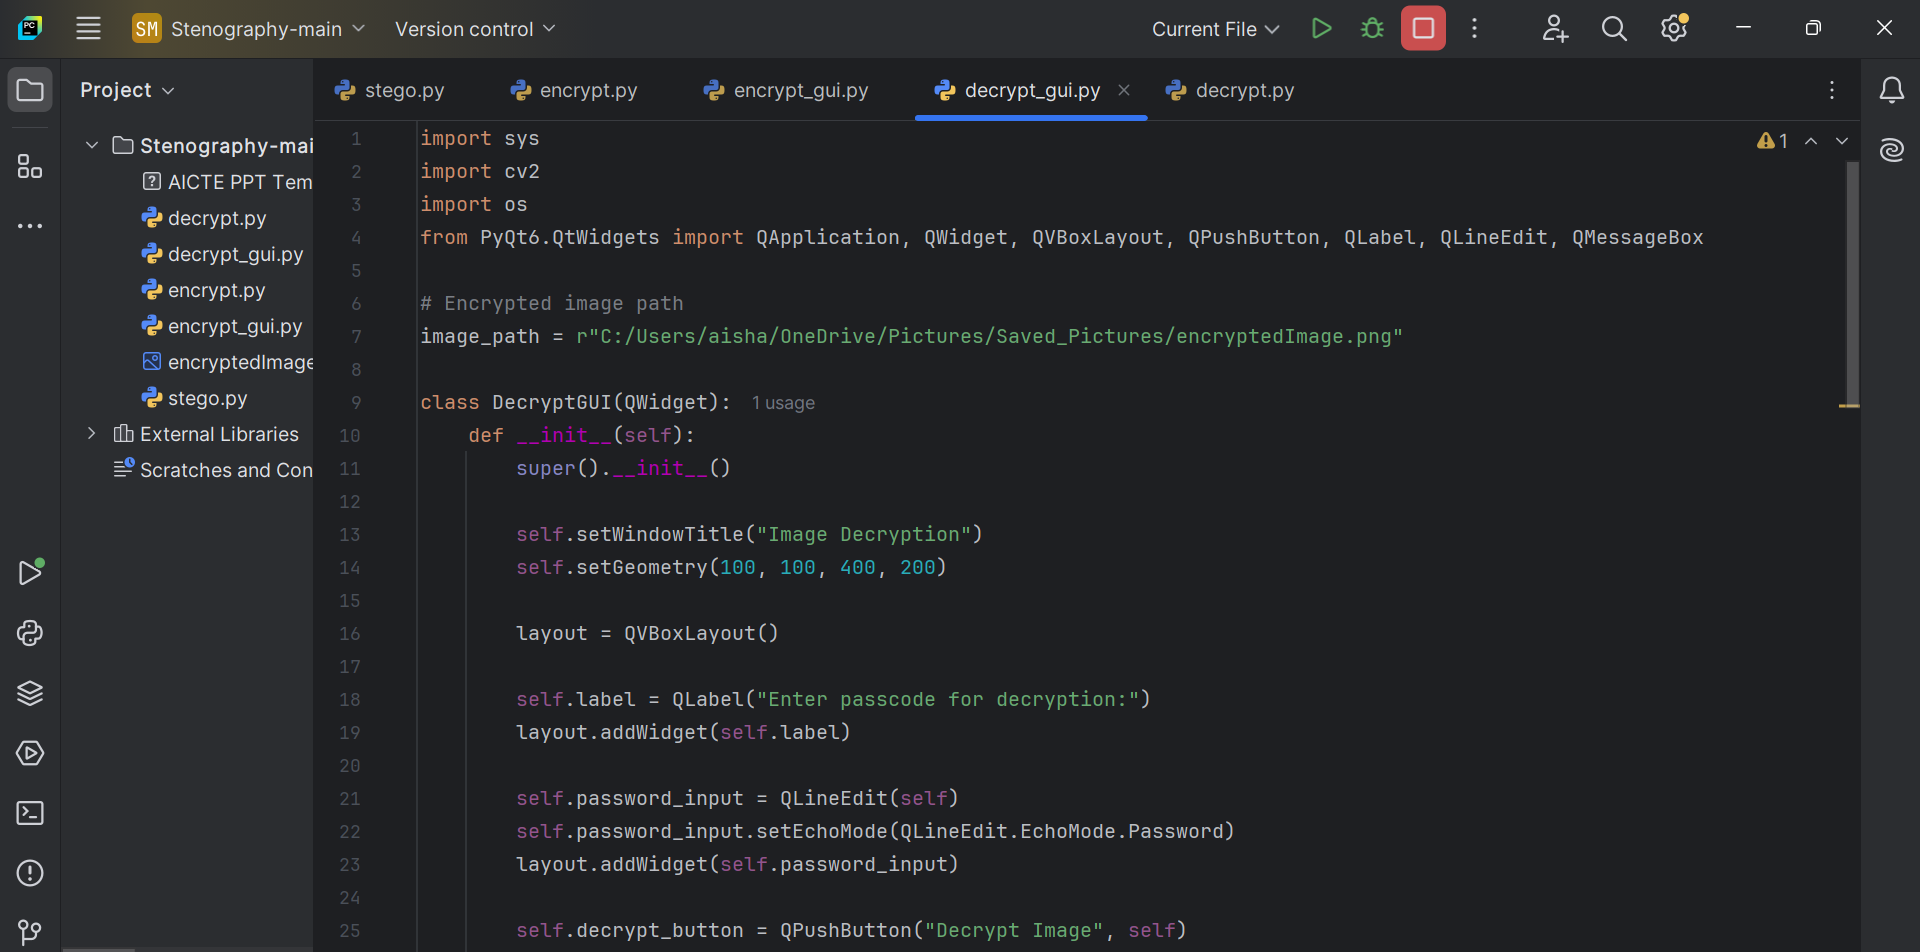 PC SM Stenography-main Version control Current File
Project
stego.py encrypt.py encrypt_gui.py decrypt_gui.py decrypt.py
Stenography-mai
AICTE PPT Tem
decrypt.py
decrypt_gui.py
encrypt.py
encrypt_gui.py
encryptedImage
stego.py
External Libraries
Scratches and Con
1
1 import sys
2 import cv2
3 import os
4 from PyQt6.QtWidgets import QApplication, QWidget, QVBoxLayout, QPushButton, QLabel, QLineEdit, QMessageBox
5
6 # Encrypted image path
7 image_path = r"C:/Users/aisha/OneDrive/Pictures/Saved_Pictures/encryptedImage.png"
8
9 class DecryptGUI(QWidget): 1 usage
10 def __init__(self):
11 super().__init__()
12
13 self.setWindowTitle("Image Decryption")
14 self.setGeometry(100, 100, 400, 200)
15
16 layout = QVBoxLayout()
17
18 self.label = QLabel("Enter passcode for decryption:")
19 layout.addWidget(self.label)
20
21 self.password_input = QLineEdit(self)
22 self.password_input.setEchoMode(QLineEdit.EchoMode.Password)
23 layout.addWidget(self.password_input)
24
25 self.decrypt_button = QPushButton("Decrypt Image", self)